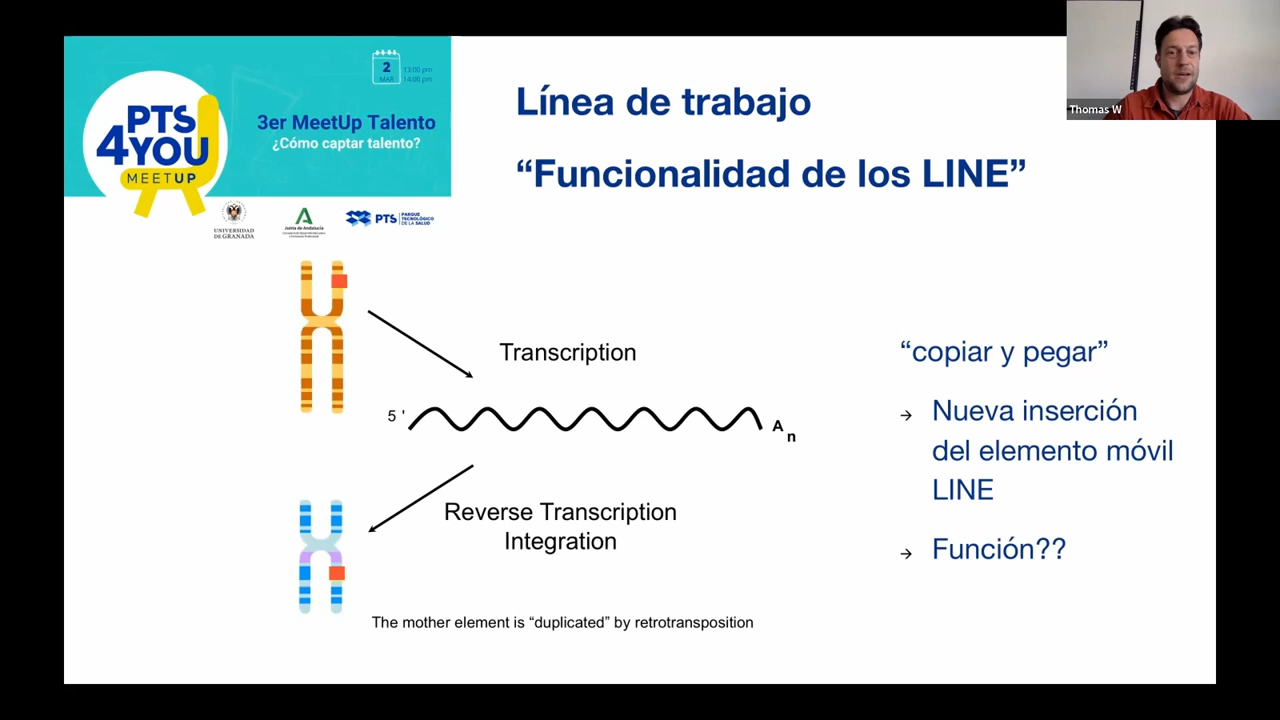 2
MAR
13:00 pm
14:00 pm
PTS
4YOU
MEETUP
3er MeetUp Talento
¿Cómo captar talento?
UNIVERSIDAD
DE GRANADA
Junta de Andalucía
PTS
PARQUE
TECNOLÓGICO
DE LA SALUD
Línea de trabajo
“Funcionalidad de los LINE”
Thomas W
Transcription
5 '
A
n
Reverse Transcription
Integration
The mother element is “duplicated” by retrotransposition
“copiar y pegar”
→ Nueva inserción
del elemento móvil
LINE
→ Función??